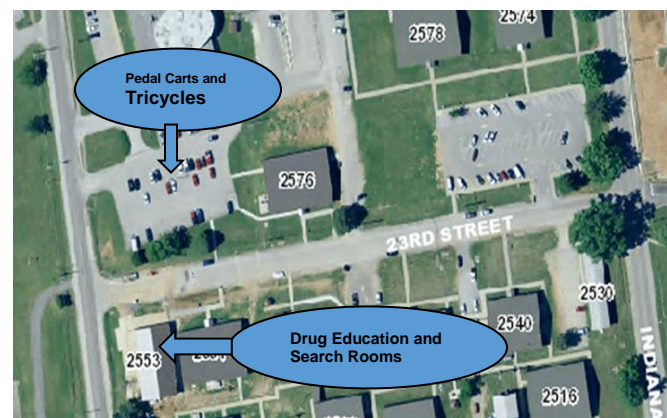 2574
2578
Pedal Carts and
Tricycles
2576
23RD STREET
2530
2540
Drug Education and
Search Rooms
2553
INDIAN
2516